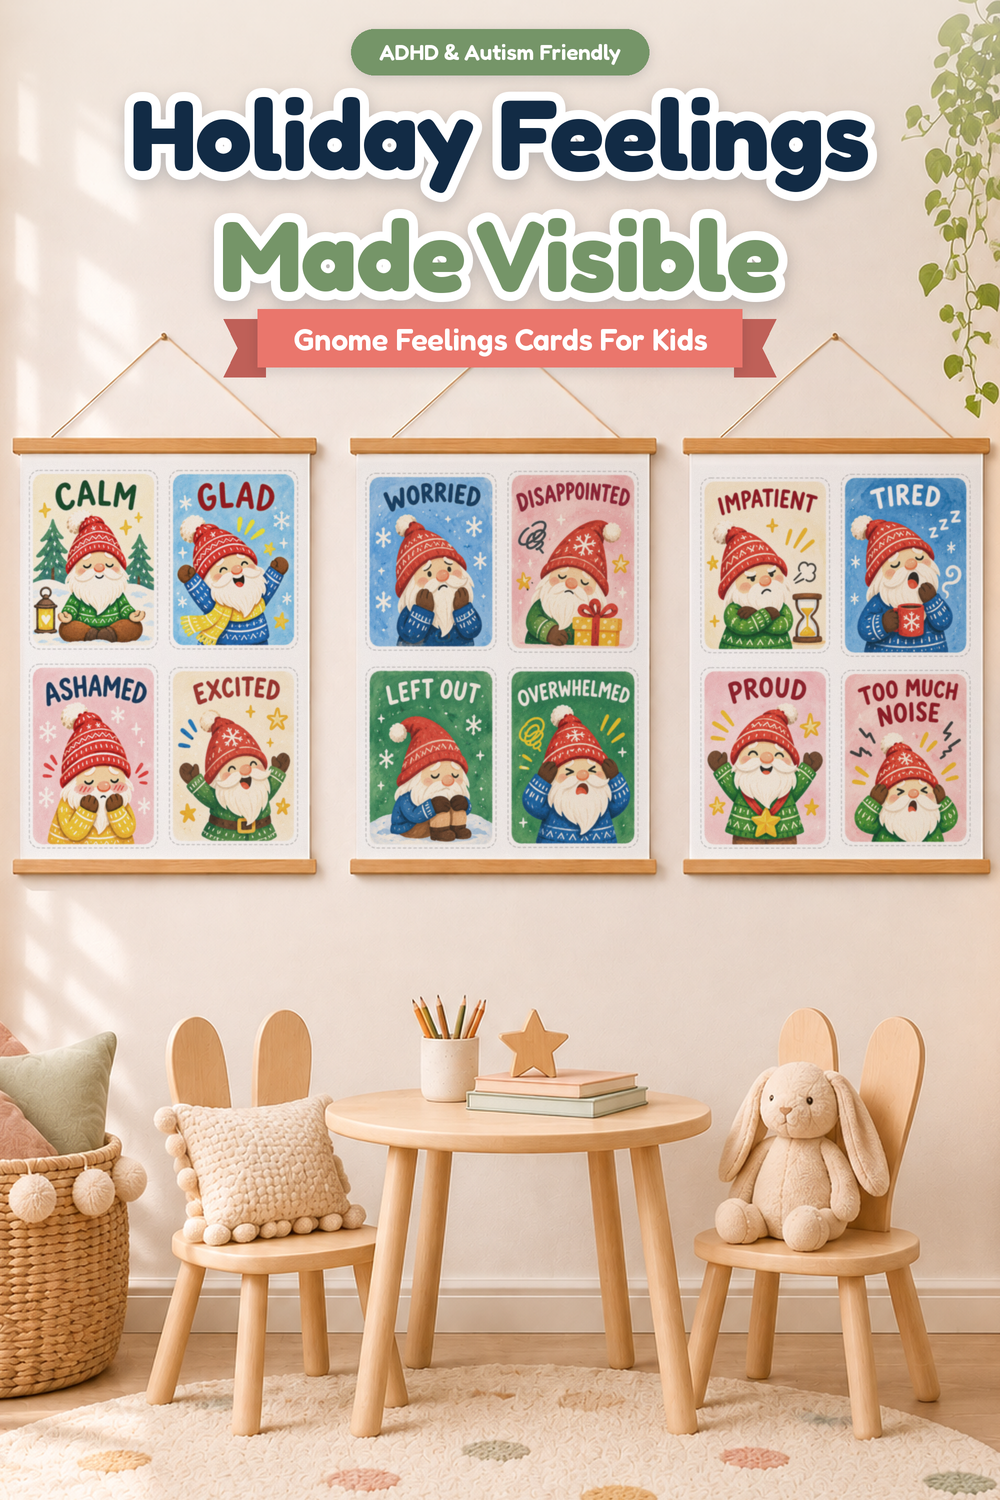 ADHD & Autism Friendly
Holiday Feelings
Made Visible
Gnome Feelings Cards For Kids
CALM
GLAD
ASHAMED
EXCITED
WORRIED
DISAPPOINTED
LEFT OUT
OVERWHELMED
IMPATIENT
TIRED
zzz
PROUD
TOO MUCH
NOISE